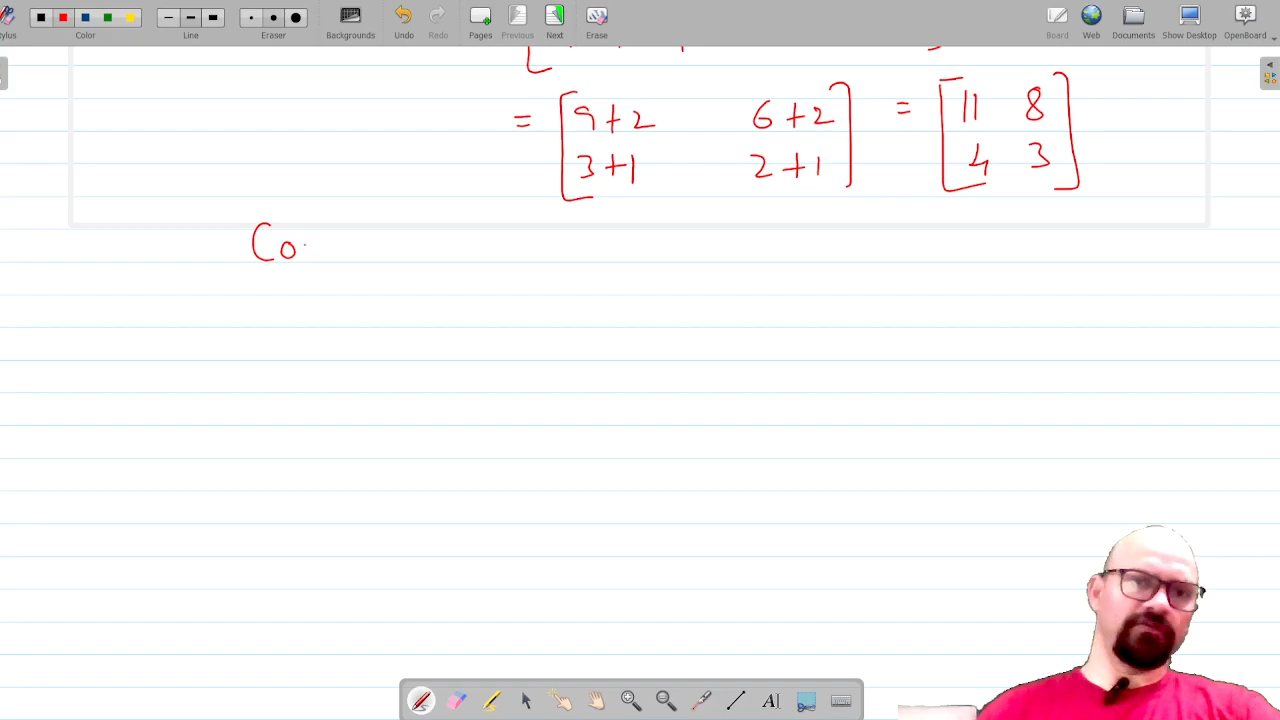 Stylus Color Line Eraser Backgrounds Undo Redo Pages Previous Next Erase Board Web Documents Show Desktop OpenBoard
= [ 9+2 6+2 ] = [ 11 8 ]
[ 3+1 2+1 ] [ 4 3 ]
Co
A